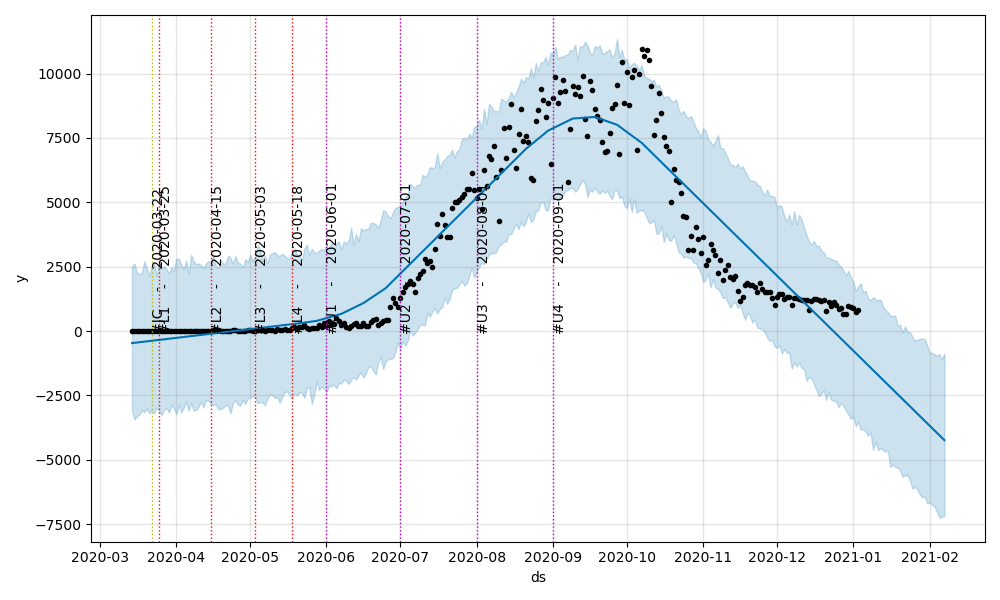 10000
7500
5000
2500
0
−2500
−5000
−7500
y
#JC - 2020-03-22
#L1 - 2020-03-25
#L2 - 2020-04-15
#L3 - 2020-05-03
#L4 - 2020-05-18
#U1 - 2020-06-01
#U2 - 2020-07-01
#U3 - 2020-08-01
#U4 - 2020-09-01
2020-03 2020-04 2020-05 2020-06 2020-07 2020-08 2020-09 2020-10 2020-11 2020-12 2021-01 2021-02
ds